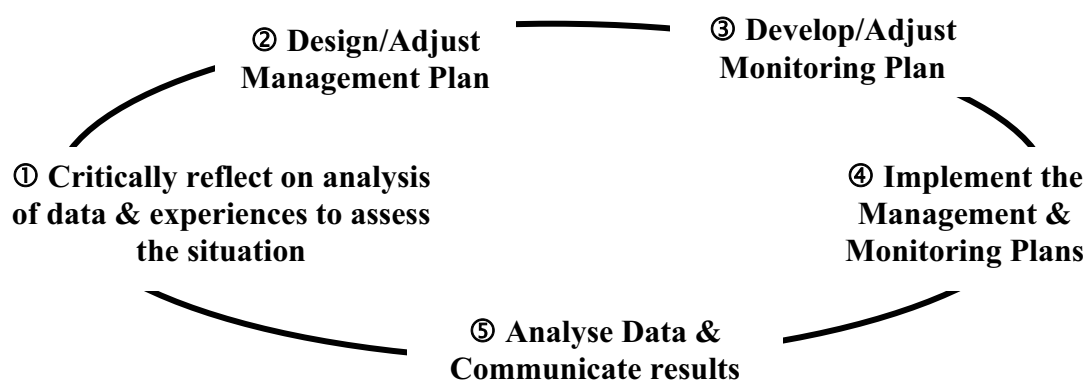 ① Critically reflect on analysis
of data & experiences to assess
the situation
② Design/Adjust
Management Plan
③ Develop/Adjust
Monitoring Plan
④ Implement the
Management &
Monitoring Plans
⑤ Analyse Data &
Communicate results